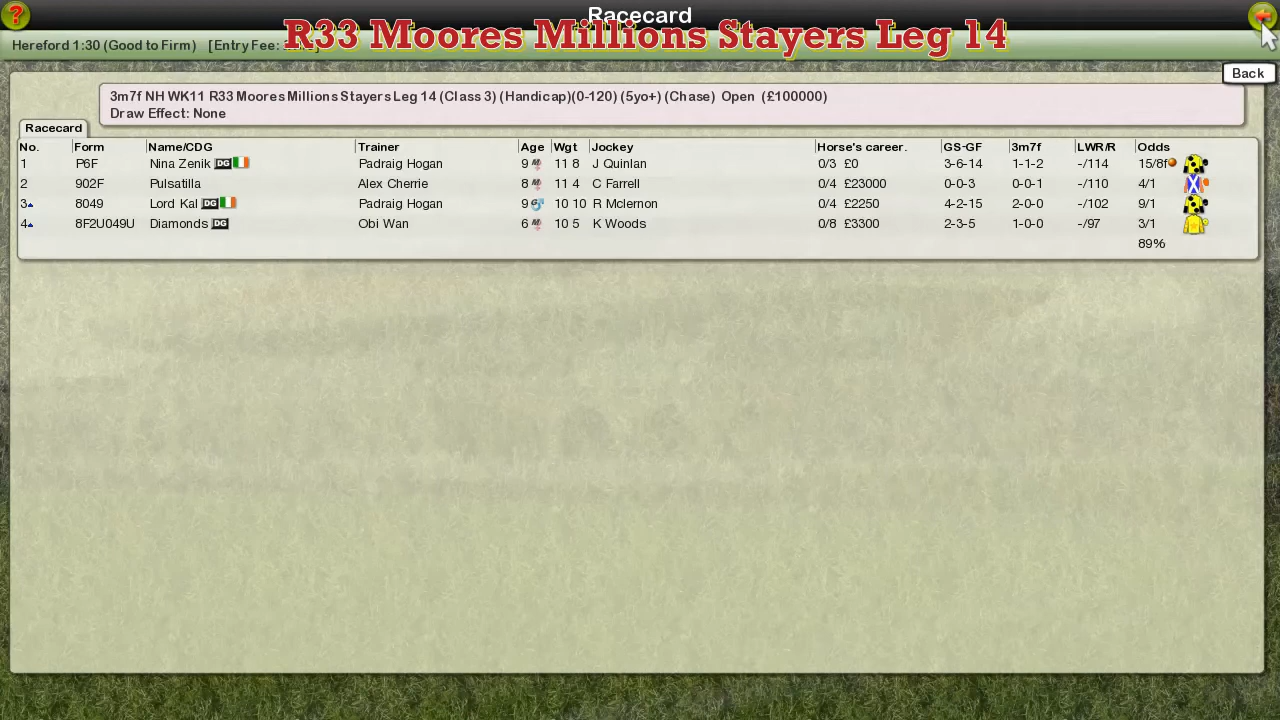 Racecard
R33 Moores Millions Stayers Leg 14
Hereford 1:30 (Good to Firm) [Entry Fee:
Back
3m7f NH WK11 R33 Moores Millions Stayers Leg 14 (Class 3) (Handicap)(0-120) (5yo+) (Chase) Open (£100000)
Draw Effect: None
Racecard
No. Form Name/CDG Trainer Age Wgt Jockey Horse's career. GS-GF 3m7f LWR/R Odds
1 P6F Nina Zenik DG Padraig Hogan 9 11 8 J Quinlan 0/3 £0 3-6-14 1-1-2 -/114 15/8f
2 902F Pulsatilla Alex Cherrie 8 11 4 C Farrell 0/4 £23000 0-0-3 0-0-1 -/110 4/1
3 8049 Lord Kal DG Padraig Hogan 9 10 10 R Mclernon 0/4 £2250 4-2-15 2-0-0 -/102 9/1
4 8F2U049U Diamonds DG Obi Wan 6 10 5 K Woods 0/8 £3300 2-3-5 1-0-0 -/97 3/1
89%